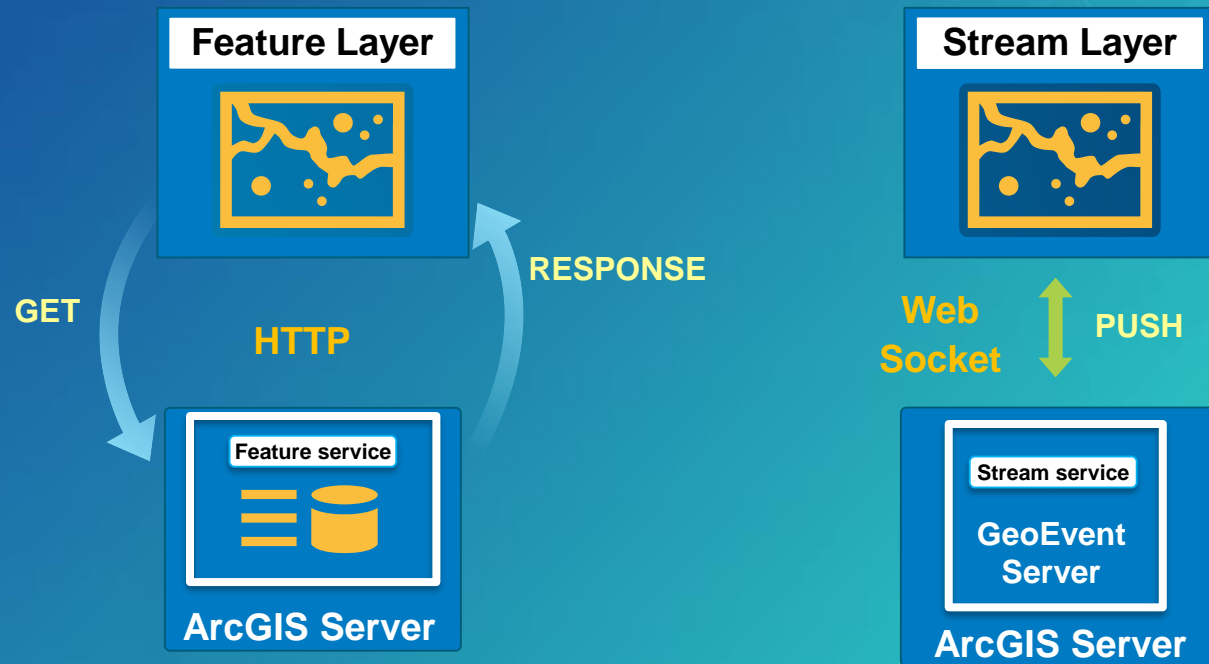 Feature Layer
GET
HTTP
RESPONSE
Feature service
ArcGIS Server
Stream Layer
Web
Socket
PUSH
Stream service
GeoEvent
Server
ArcGIS Server